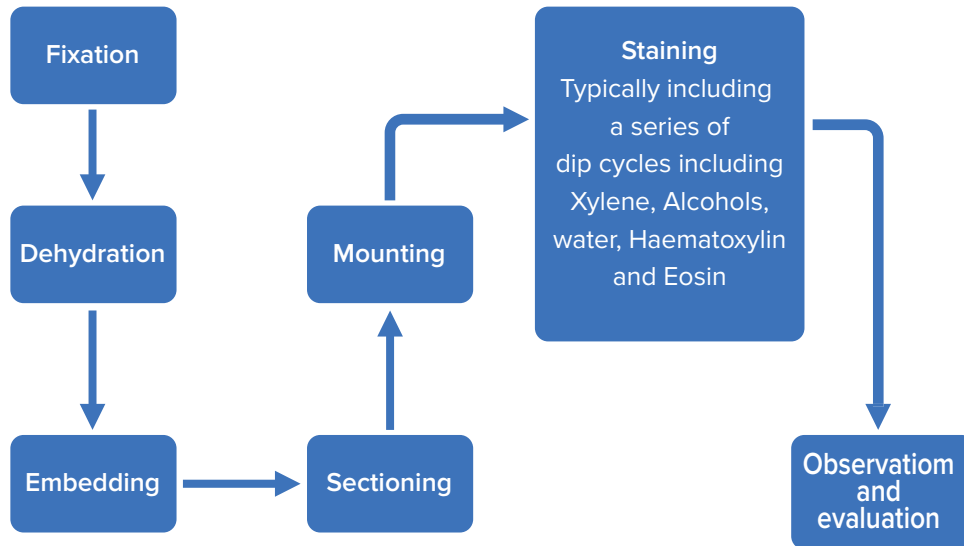 Fixation
Dehydration
Embedding
Sectioning
Mounting
Staining
Typically including
a series of
dip cycles including
Xylene, Alcohols,
water, Haematoxylin
and Eosin
Observatiom
and
evaluation